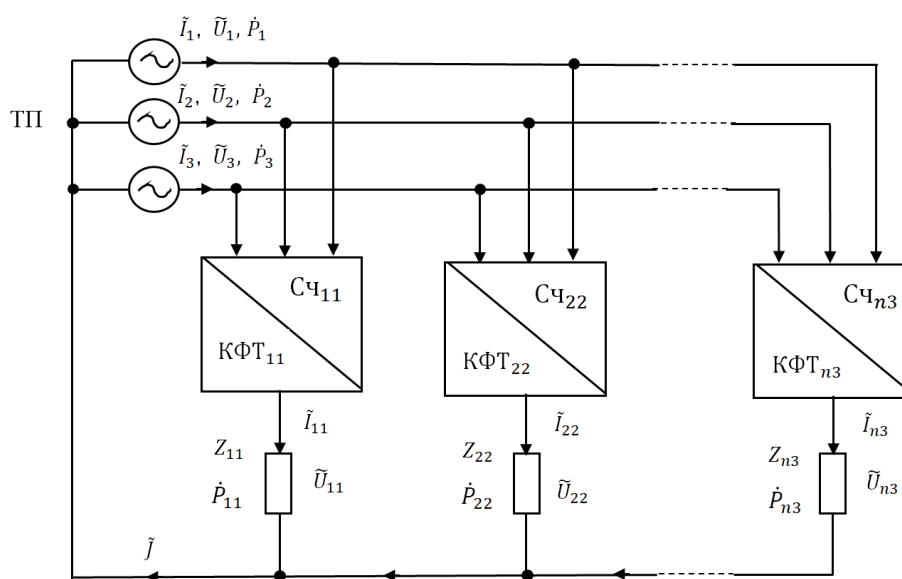 Ĩ₁, Ũ₁, Ṗ₁
ТП
Ĩ₂, Ũ₂, Ṗ₂
Ĩ₃, Ũ₃, Ṗ₃
Сч₁₁
КФТ₁₁
Сч₂₂
КФТ₂₂
Счₙ₃
КФТₙ₃
Ĩ₁₁
Z₁₁
Ũ₁₁
Ṗ₁₁
Ĩ₂₂
Z₂₂
Ũ₂₂
Ṗ₂₂
Ĩₙ₃
Zₙ₃
Ũₙ₃
Ṗₙ₃
J̃